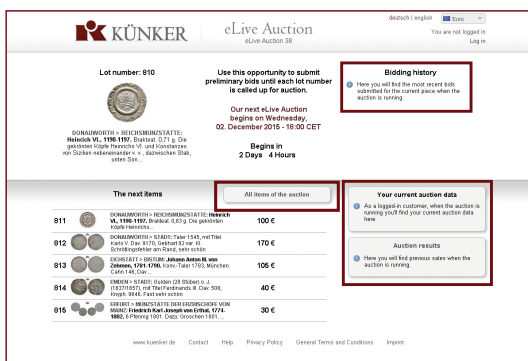 deutsch | english Euro
KÜNKER eLive Auction
eLive Auction 38
You are not logged in
Log in
Lot number: 810
DONAUWÖRTH > REICHSMÜNZSTÄTTE:
Heinrich VI., 1190-1197. Brakteat. 0,71 g. Die
gekrönten Köpfe Heinrichs VI. und Konstanzes
von Sizilien nebeneinander v. v., dazwischen Stab,
unten Son...
Use this opportunity to submit
preliminary bids until each lot number
is called up for auction.
Our next eLive Auction
begins on Wednesday,
02. December 2015 - 18:00 CET
Begins in
2 Days 4 Hours
Bidding history
Here you will find the most recent bids
submitted for the current piece when the
auction is running.
The next items
All items of the auction
811 DONAUWÖRTH > REICHSMÜNZSTÄTTE: Heinrich
VI., 1190-1197. Brakteat. 0,83 g. Die gekrönten
Köpfe Heinrichs...
100 €
812 DONAUWÖRTH > STADT: Taler 1545, mit Titel
Karls V. Dav. 9170; Gebhart 92 var. Kl.
Schrötlingsfehler am Rand, sehr schön
170 €
813 EICHSTÄTT > BISTUM: Johann Anton III. von
Zehmen, 1781-1790. Konv.-Taler 1783, München.
Cahn 146; Dav...
105 €
814 EMDEN > STADT: Gulden (28 Stüber) o. J.
(1637/1657), mit Titel Ferdinands III. Dav. 508;
Knyph. 9646. Fast sehr schön
40 €
815 ERFURT > MÜNZSTÄTTE DER ERZBISCHÖFE VON
MAINZ: Friedrich Karl Joseph von Erthal, 1774-
1802. 6 Pfennig 1801. Dazu: Groschen 1801. ...
30 €
Your current auction data
As a logged-in customer, when the auction is
running you'll find your current auction data
here.
Auction results
Here you will find previous sales when the
auction is running.
www.kuenker.de Contact Help Privacy Policy General Terms and Conditions Imprint